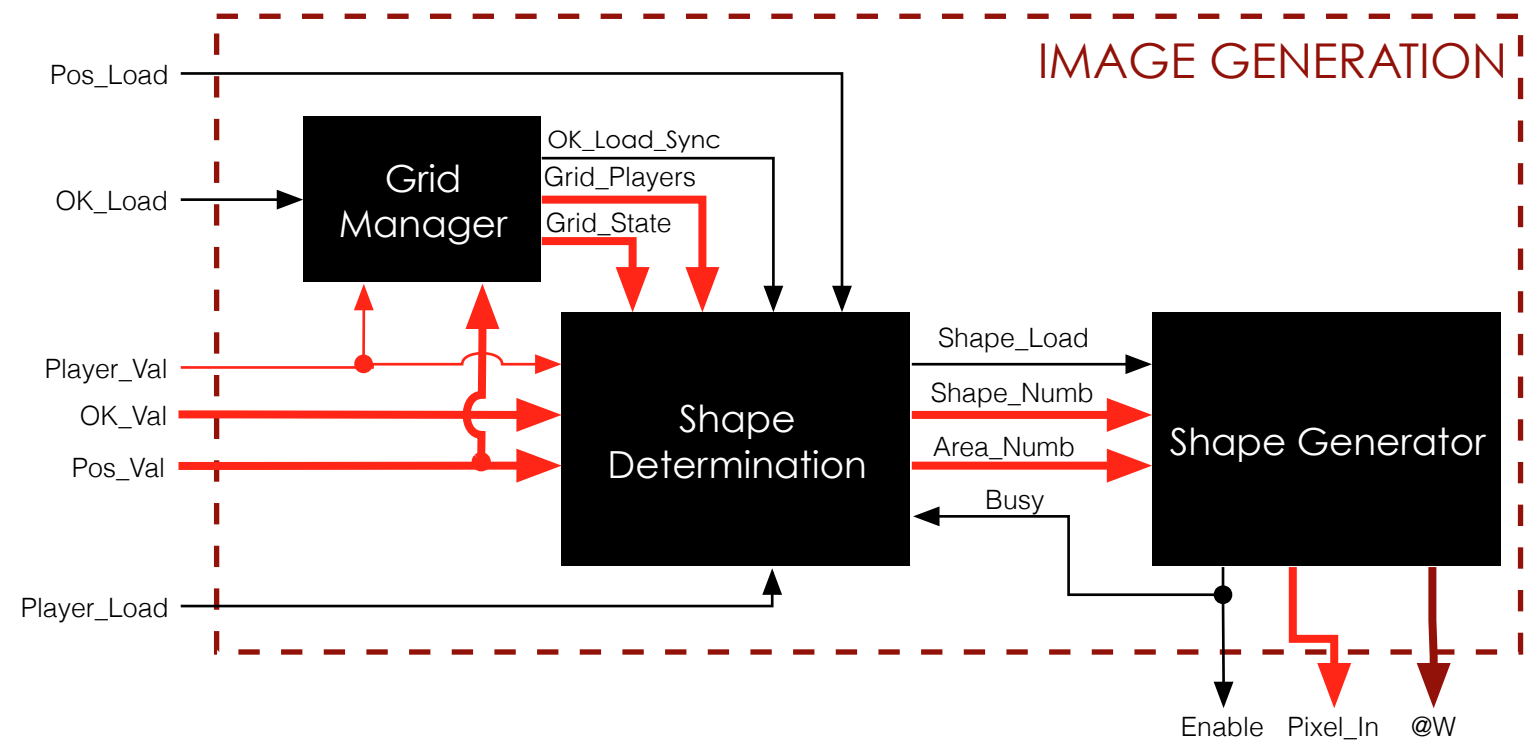 IMAGE GENERATION
Pos_Load
OK_Load_Sync
Grid
Manager
Grid_Players
OK_Load
Grid_State
Shape_Load
Player_Val
Shape_Numb
OK_Val
Shape
Determination
Shape Generator
Area_Numb
Pos_Val
Busy
Player_Load
Enable
Pixel_In
@W